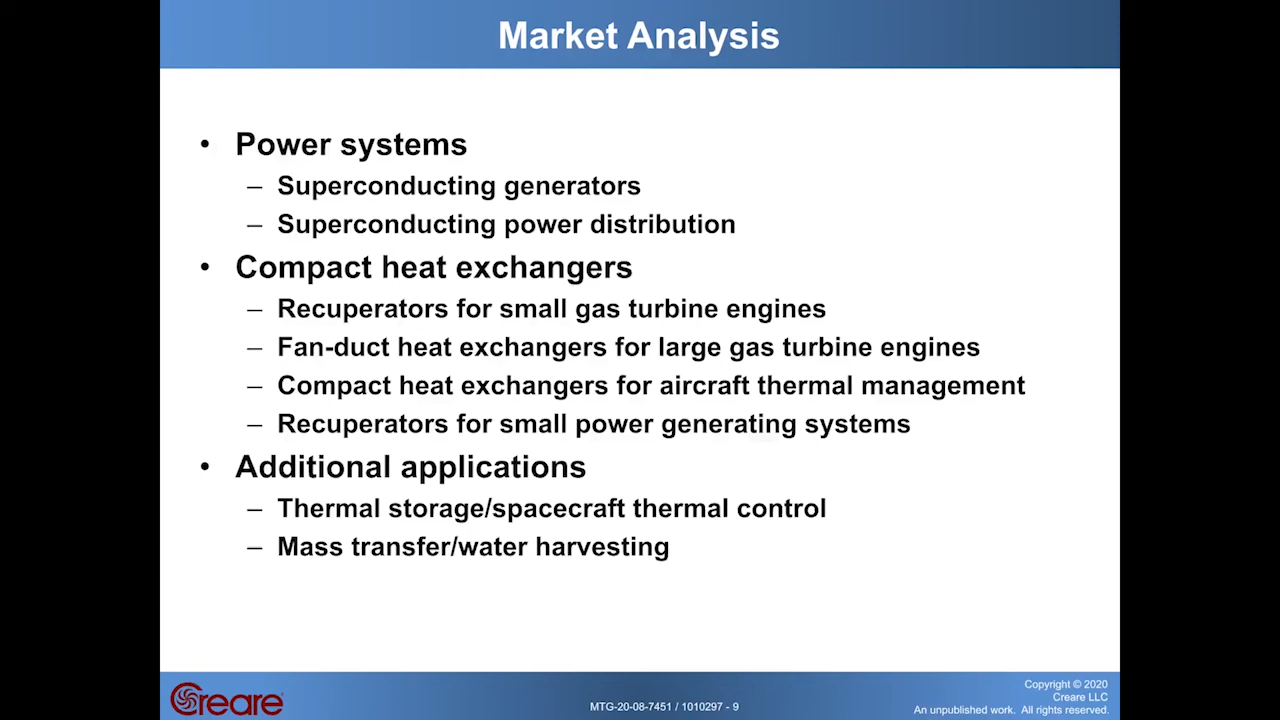 Market Analysis
• Power systems
– Superconducting generators
– Superconducting power distribution
• Compact heat exchangers
– Recuperators for small gas turbine engines
– Fan-duct heat exchangers for large gas turbine engines
– Compact heat exchangers for aircraft thermal management
– Recuperators for small power generating systems
• Additional applications
– Thermal storage/spacecraft thermal control
– Mass transfer/water harvesting
Creare
MTG-20-08-7451 / 1010297 - 9
Copyright © 2020
Creare LLC
An unpublished work. All rights reserved.